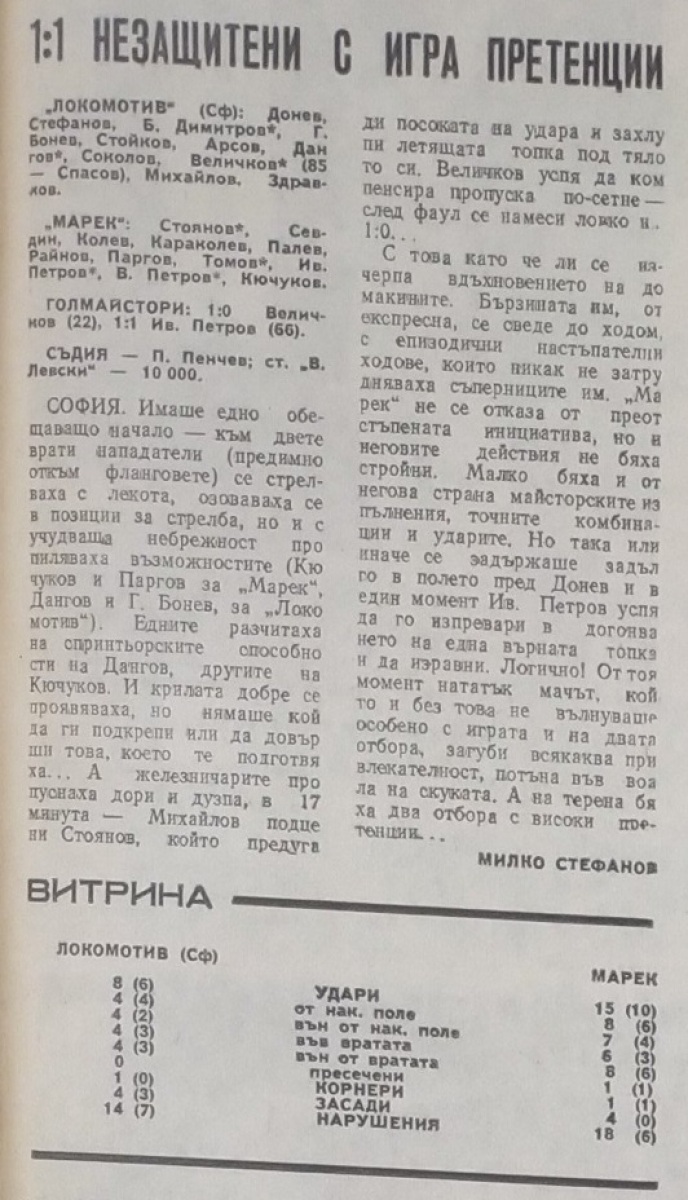 1:1 НЕЗАЩИТЕНИ С ИГРА ПРЕТЕНЦИИ
„ЛОКОМОТИВ“ (Сф): Донев,
Стефанов, Б. Димитров*, Г.
Бонев, Стойков, Арсов, Дан
гов*, Соколов, Величков* (85
— Спасов), Михайлов, Здрав-
ков.
„МАРЕК“: Стоянов*, Сев-
дин, Колев, Караколев, Палев,
Райнов, Паргов, Томов*, Ив.
Петров*, В. Петров*, Кючуков.
ГОЛМАЙСТОРИ: 1:0 Велич-
ков (22), 1:1 Ив. Петров (66).
СЪДИЯ — П. Пенчев; ст. „В.
Левски“ — 10 000.
СОФИЯ. Имаше едно обе-
щаващо начало — към двете
врати нападатели (предимно
откъм фланговете) се стрел-
ваха с лекота, озоваваха се
в позиции за стрелба, но и с
учудваща небрежност про
пиляваха възможностите (Кю
чуков и Паргов за „Марек“,
Дангов и Г. Бонев, за „Локо
мотив“). Едните разчитаха
на спринтьорските способно
сти на Дангов, другите на
Кючуков. И крилата добре се
проявяваха, но нямаше кой
да ги подкрепи или да довър
ши това, което те подготвя
ха... А железничарите про
пуснаха дори и дузпа, в 17
минута — Михайлов подце
ни Стоянов, който предуга
ди посоката на удара и захлу
пи летящата топка под тяло
то си. Величков успя да ком
пенсира пропуска по-сетне —
след фаул се намеси ловко и..
1:0...
С това като че ли се из-
черпа вдъхновението на до
макините. Бързината им, от
експресна, се сведе до ходом,
с епизодични настъпателни
ходове, които никак не затру
дняваха съперниците им. „Ма
рек“ не се отказа от преот
стъпената инициатива, но и
неговите действия не бяха
стройни. Малко бяха и от
негова страна майсторските из
пълнения, точните комбина-
ции и ударите. Но така или
иначе се задържаше задъл
го в полето пред Донев и в
един момент Ив. Петров успя
да го изпревари в догонва
нето на една върната топка
и да изравни. Логично! От тоя
момент нататък мачът, кой
то и без това не вълнуваше
особено с играта и на двата
отбора, загуби всякаква при
влекателност, потъна във воа
ла на скуката. А на терена бя
ха два отбора с високи пре-
тенции...
МИЛКО СТЕФАНОВ
ВИТРИНА
ЛОКОМОТИВ (Сф) МАРЕК
8 (6) УДАРИ 15 (10)
4 (4) от нак. поле 8 (6)
4 (2) вън от нак. поле 7 (4)
4 (3) във вратата 6 (3)
4 (3) вън от вратата 8 (6)
0 пресечени 1 (1)
1 (0) КОРНЕРИ 1 (1)
4 (3) ЗАСАДИ 4 (0)
14 (7) НАРУШЕНИЯ 18 (6)